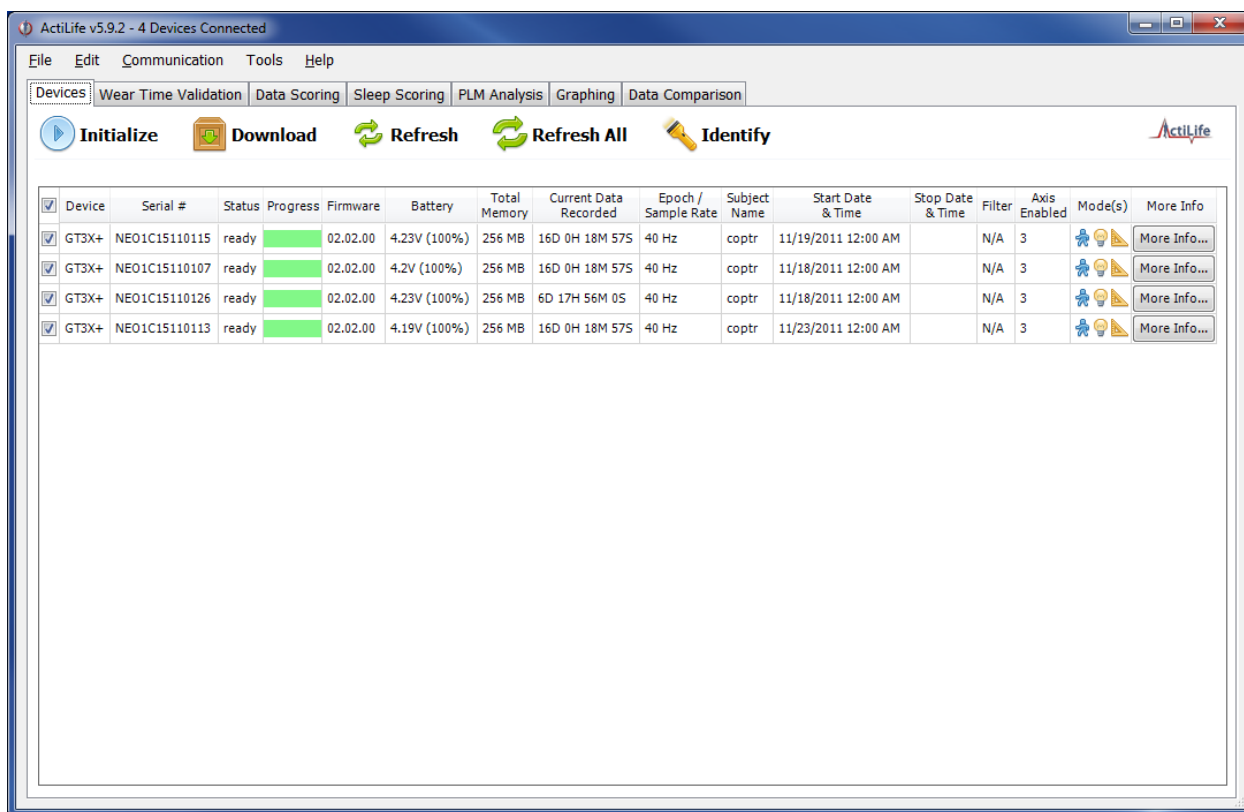 ActiLife v5.9.2 - 4 Devices Connected
File Edit Communication Tools Help
Devices Wear Time Validation Data Scoring Sleep Scoring PLM Analysis Graphing Data Comparison
Initialize Download Refresh Refresh All Identify ActiLife
Device Serial # Status Progress Firmware Battery Total Memory Current Data Recorded Epoch / Sample Rate Subject Name Start Date & Time Stop Date & Time Filter Axis Enabled Mode(s) More Info
GT3X+ NEO1C15110115 ready 02.02.00 4.23V (100%) 256 MB 16D 0H 18M 57S 40 Hz coptr 11/19/2011 12:00 AM N/A 3 More Info...
GT3X+ NEO1C15110107 ready 02.02.00 4.2V (100%) 256 MB 16D 0H 18M 57S 40 Hz coptr 11/18/2011 12:00 AM N/A 3 More Info...
GT3X+ NEO1C15110126 ready 02.02.00 4.23V (100%) 256 MB 6D 17H 56M 0S 40 Hz coptr 11/18/2011 12:00 AM N/A 3 More Info...
GT3X+ NEO1C15110113 ready 02.02.00 4.19V (100%) 256 MB 16D 0H 18M 57S 40 Hz coptr 11/23/2011 12:00 AM N/A 3 More Info...